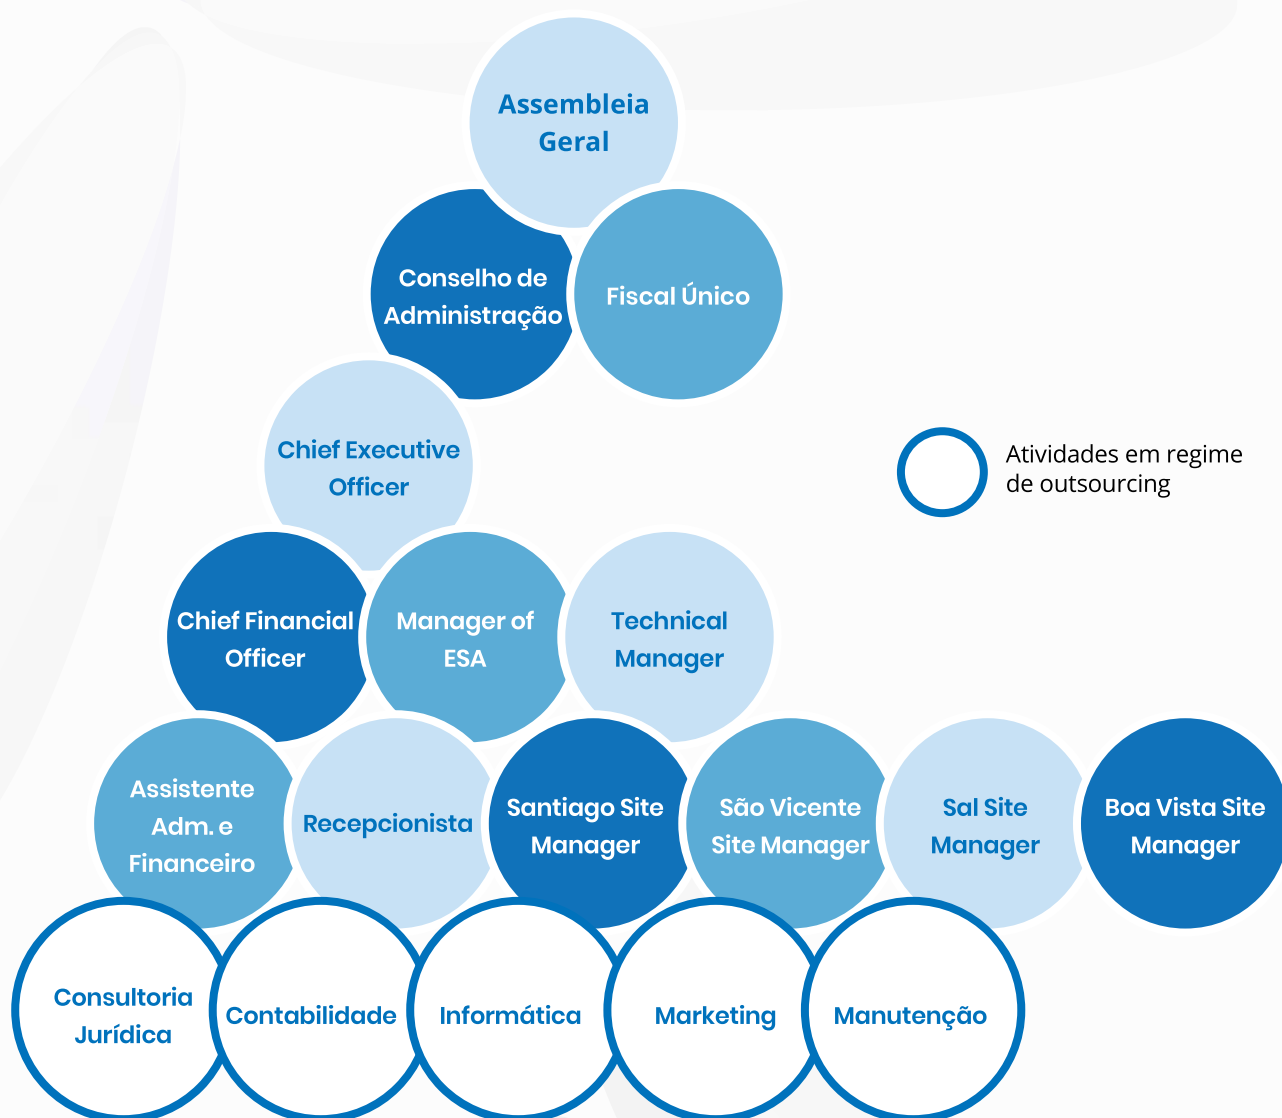 Assembleia
Geral
Conselho de
Administração
Fiscal Único
Chief Executive
Officer
Atividades em regime
de outsourcing
Chief Financial
Officer
Manager of
ESA
Technical
Manager
Assistente
Adm. e
Financeiro
Recepcionista
Santiago Site
Manager
São Vicente
Site Manager
Sal Site
Manager
Boa Vista Site
Manager
Consultoria
Jurídica
Contabilidade
Informática
Marketing
Manutenção